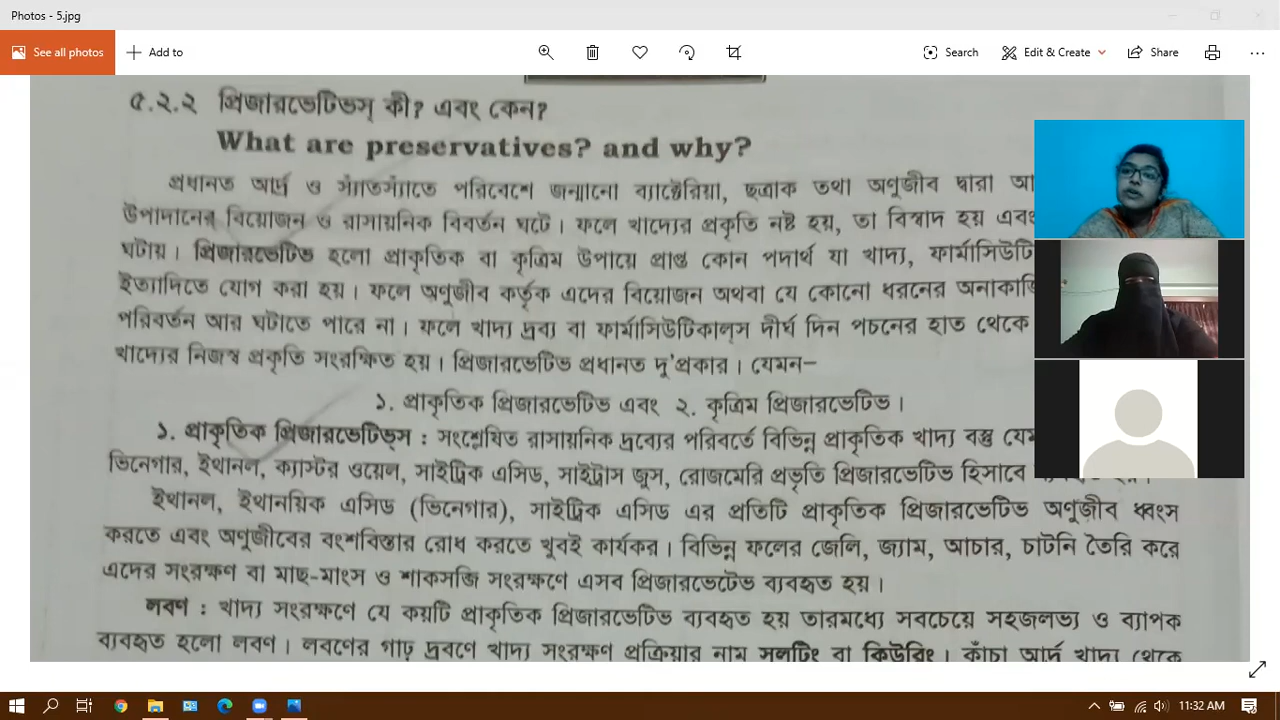 Photos - 5.jpg
See all photos
Add to
Search
Edit & Create
Share
৫.২.২ প্রিজারভেটিভস্ কী? এবং কেন?
What are preservatives? and why?
প্রধানত আর্দ্র ও স্যাঁতস্যাঁতে পরিবেশে জন্মানো ব্যাক্টেরিয়া, ছত্রাক তথা অণুজীব দ্বারা
উপাদানের বিয়োজন ও রাসায়নিক বিবর্তন ঘটে। ফলে খাদ্যের প্রকৃতি নষ্ট হয়, তা বিস্বাদ হয় এবং
ঘটায়। প্রিজারভেটিভ হলো প্রাকৃতিক বা কৃত্রিম উপায়ে প্রাপ্ত কোন পদার্থ যা খাদ্য,
ইত্যাদিতে যোগ করা হয়। ফলে অণুজীব কর্তৃক এদের বিয়োজন অথবা যে কোনো ধরনের
পরিবর্তন আর ঘটাতে পারে না। ফলে খাদ্য দ্রব্য বা ফার্মাসিউটিকাল্স দীর্ঘ দিন পচনের হাত থেকে
খাদ্যের নিজস্ব প্রকৃতি সংরক্ষিত হয়। প্রিজারভেটিভ প্রধানত দু'প্রকার। যেমন–
১. প্রাকৃতিক প্রিজারভেটিভ এবং ২. কৃত্রিম প্রিজারভেটিভ।
১. প্রাকৃতিক প্রিজারভেটিভ্স : সংশ্লেষিত রাসায়নিক দ্রব্যের পরিবর্তে বিভিন্ন প্রাকৃতিক খাদ্য বস্তু
ভিনেগার, ইথানল, ক্যাস্টর ওয়েল, সাইট্রিক এসিড, সাইট্রাস জুস, রোজমেরি প্রভৃতি প্রিজারভেটিভ হিসাবে
ইথানল, ইথানয়িক এসিড (ভিনেগার), সাইট্রিক এসিড এর প্রতিটি প্রাকৃতিক প্রিজারভেটিভ অণুজীব ধ্বংস
করতে এবং অণুজীবের বংশবিস্তার রোধ করতে খুবই কার্যকর। বিভিন্ন ফলের জেলি, জ্যাম, আচার, চাটনি তৈরি করে
এদের সংরক্ষণ বা মাছ-মাংস ও শাকসজি সংরক্ষণে এসব প্রিজারভেটেভ ব্যবহৃত হয়।
লবণ : খাদ্য সংরক্ষণে যে কয়টি প্রাকৃতিক প্রিজারভেটিভ ব্যবহৃত হয় তারমধ্যে সবচেয়ে সহজলভ্য ও ব্যাপক
ব্যবহৃত হলো লবণ। লবণের গাঢ় দ্রবণে খাদ্য সংরক্ষণ প্রক্রিয়ার নাম সলটিং বা কিউরিং। কাঁচা আর্দ্র খাদ্য থেকে
11:32 AM